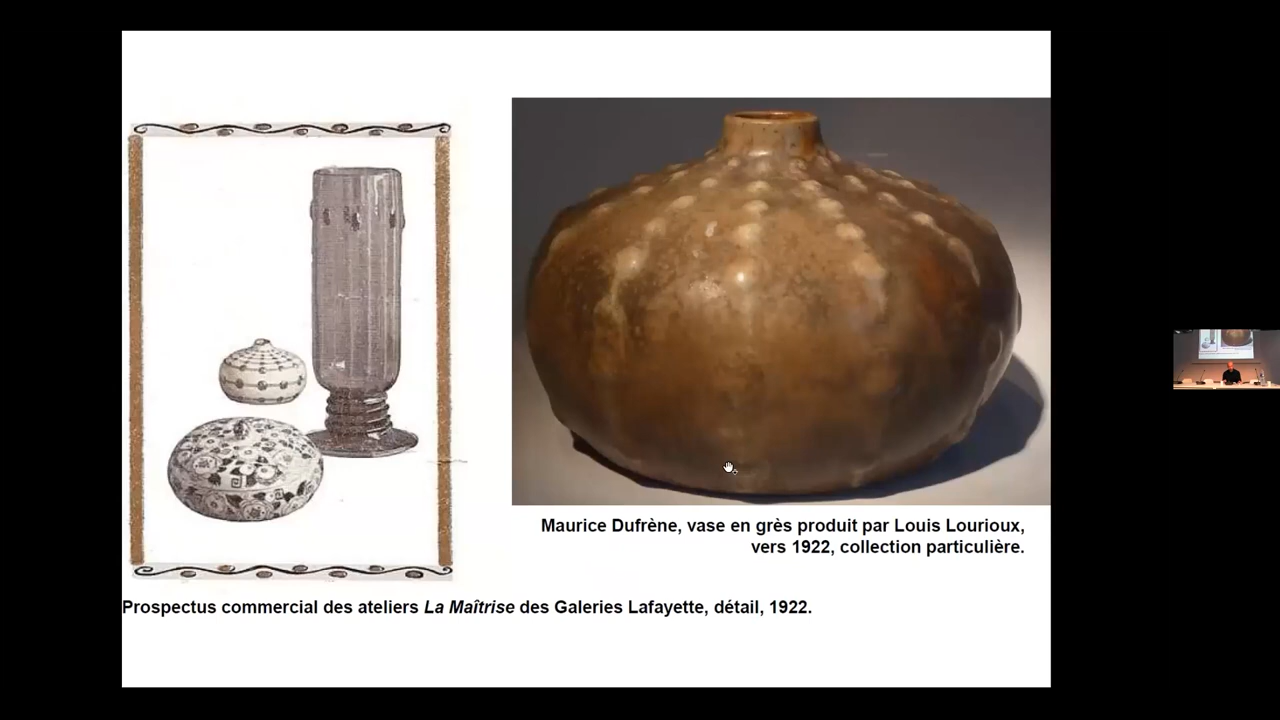 Maurice Dufrène, vase en grès produit par Louis Lourioux,
vers 1922, collection particulière.
Prospectus commercial des ateliers La Maîtrise des Galeries Lafayette, détail, 1922.